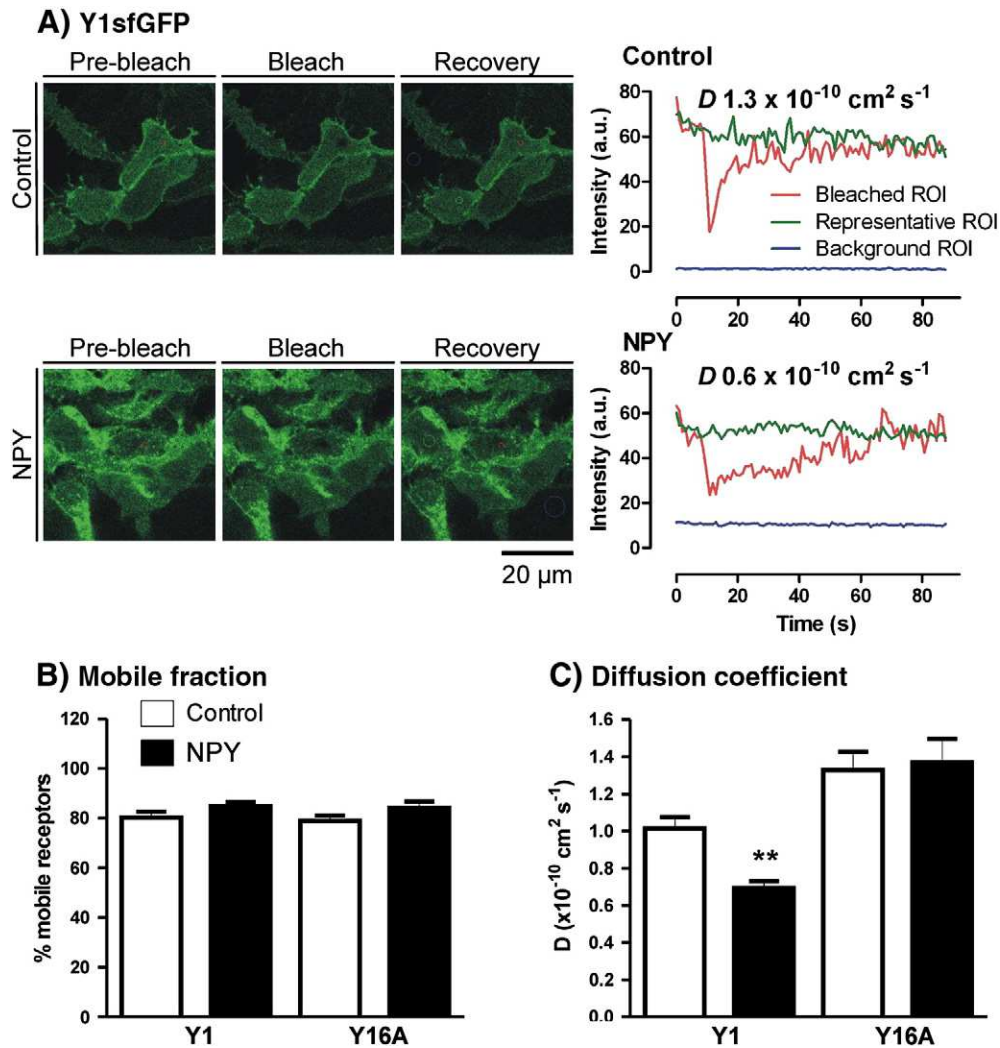 A) Y1sfGFP
Pre-bleach Bleach Recovery
Control
Control
D 1.3 x 10⁻¹⁰ cm² s⁻¹
Intensity (a.u.)
80
60
40
20
0
Bleached ROI
Representative ROI
Background ROI
0 20 40 60 80
Pre-bleach Bleach Recovery
NPY
20 µm
NPY
D 0.6 x 10⁻¹⁰ cm² s⁻¹
Intensity (a.u.)
80
60
40
20
0
0 20 40 60 80
Time (s)
B) Mobile fraction
Control
NPY
% mobile receptors
120
100
80
60
40
20
0
Y1 Y16A
C) Diffusion coefficient
D (x10⁻¹⁰ cm² s⁻¹)
1.6
1.4
1.2
1.0
0.8
0.6
0.4
0.2
0.0
**
Y1 Y16A